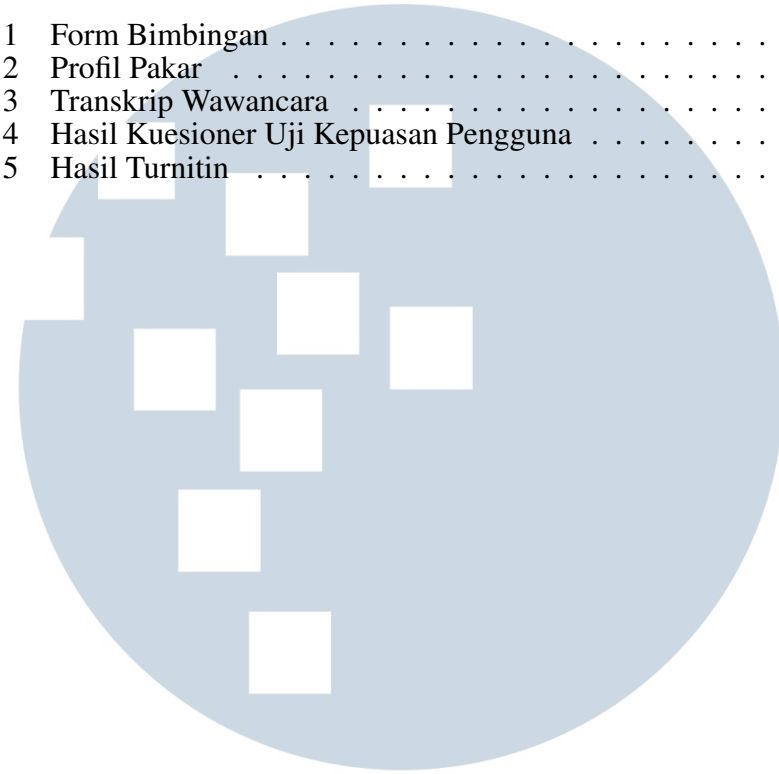 1 Form Bimbingan . . . . . . . . . . . . . . . . . . . . .
2 Profil Pakar . . . . . . . . . . . . . . . . . . . . . . .
3 Transkrip Wawancara . . . . . . . . . . . . . . . . . .
4 Hasil Kuesioner Uji Kepuasan Pengguna . . . . . . . .
5 Hasil Turnitin . . . . . . . . . . . . . . . . . . . . . .